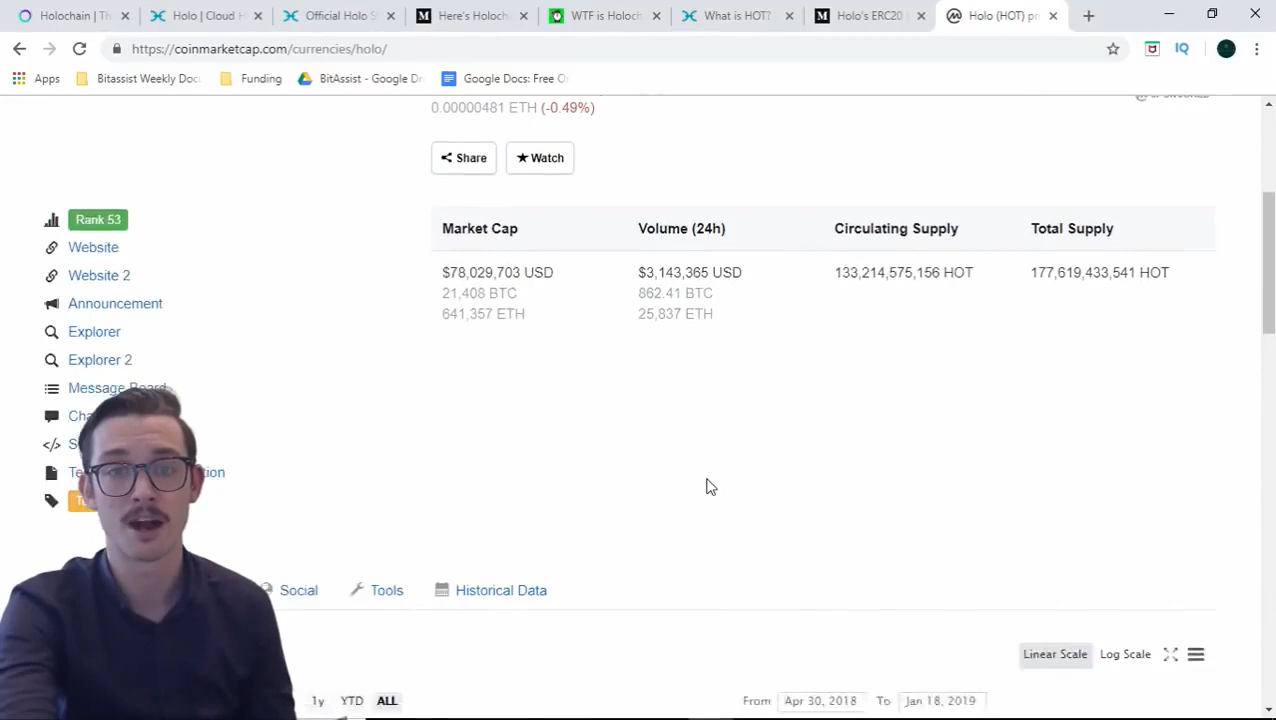 Holochain | Th
Holo | Cloud H
Official Holo S
Here's Holoch
WTF is Holoch
What is HOT?
Holo's ERC20
Holo (HOT) pr
https://coinmarketcap.com/currencies/holo/
Apps
Bitassist Weekly Doc
Funding
BitAssist - Google Dr
Google Docs: Free O
0.00000481 ETH (-0.49%)
Share
Watch
Rank 53
Website
Website 2
Announcement
Explorer
Explorer 2
Message Board
Market Cap Volume (24h) Circulating Supply Total Supply
$78,029,703 USD $3,143,365 USD 133,214,575,156 HOT 177,619,433,541 HOT
21,408 BTC 862.41 BTC
641,357 ETH 25,837 ETH
Social Tools Historical Data
Linear Scale Log Scale
1y YTD ALL From Apr 30, 2018 To Jan 18, 2019